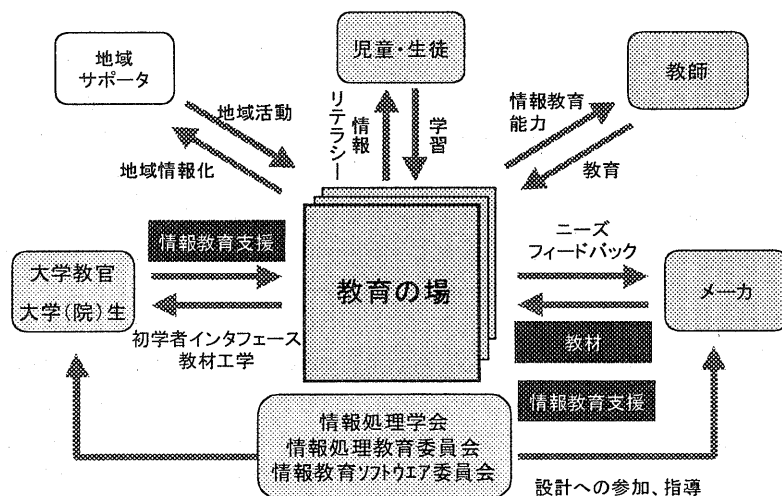 地域
サポータ
児童・生徒
教師
地域活動
地域情報化
情報
リテラシー
学習
情報教育
能力
教育
情報教育支援
大学教官
大学(院)生
初学者インタフェース
教材工学
教育の場
ニーズ
フィードバック
メーカ
教材
情報教育支援
情報処理学会
情報処理教育委員会
情報教育ソフトウエア委員会
設計への参加、指導